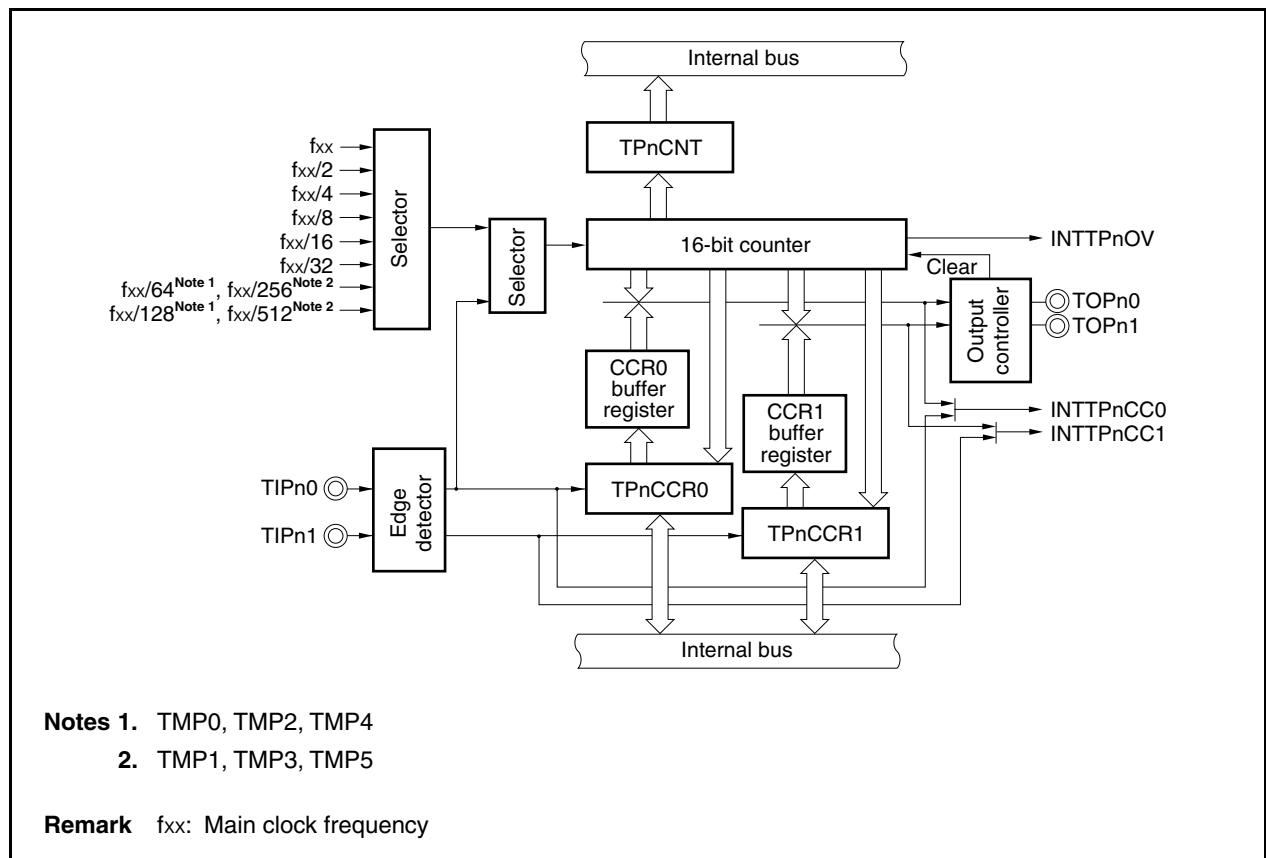 Internal bus
TPnCNT
fxx
fxx/2
fxx/4
fxx/8
fxx/16
fxx/32
fxx/64Note 1, fxx/256Note 2
fxx/128Note 1, fxx/512Note 2
Selector
Selector
16-bit counter
INTTPnOV
Clear
Output
controller
TOPn0
TOPn1
CCR0
buffer
register
CCR1
buffer
register
INTTPnCC0
INTTPnCC1
TIPn0
TIPn1
Edge
detector
TPnCCR0
TPnCCR1
Internal bus
Notes 1. TMP0, TMP2, TMP4
2. TMP1, TMP3, TMP5
Remark fxx: Main clock frequency